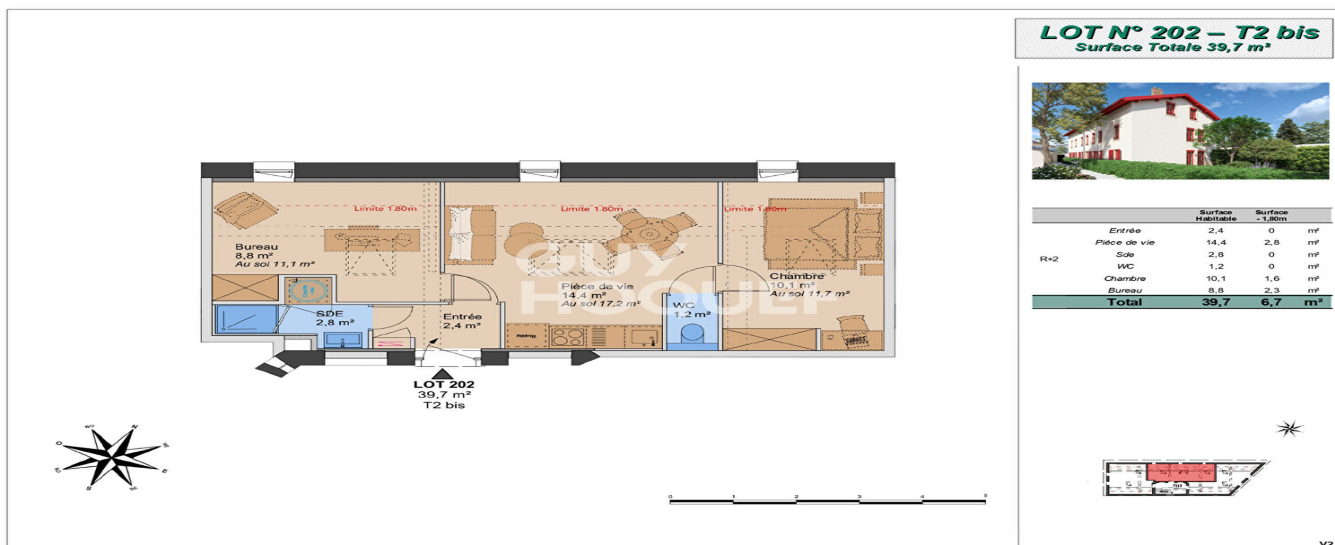 LOT N° 202 – T2 bis
Surface Totale 39,7 m²
Limite 1.80m
Limite 1.80m
Limite 1.80m
Bureau
8,8 m²
Au sol 11,1 m²
Pièce de vie
14,4 m²
Au sol 17,2 m²
Chambre
10,1 m²
Au sol 11,7 m²
SDE
2,8 m²
Entrée
2,4 m²
WC
1,2 m²
Refrig.
GUY
HOQUET
LOT 202
39,7 m²
T2 bis
Surface Habitable
Surface - 1,80m
Entrée 2,4 0 m²
Pièce de vie 14,4 2,8 m²
Sde 2,8 0 m²
R+2
WC 1,2 0 m²
Chambre 10,1 1,6 m²
Bureau 8,8 2,3 m²
Total 39,7 6,7 m²
N
E
S
O
0 1 2 3 4 5
V3